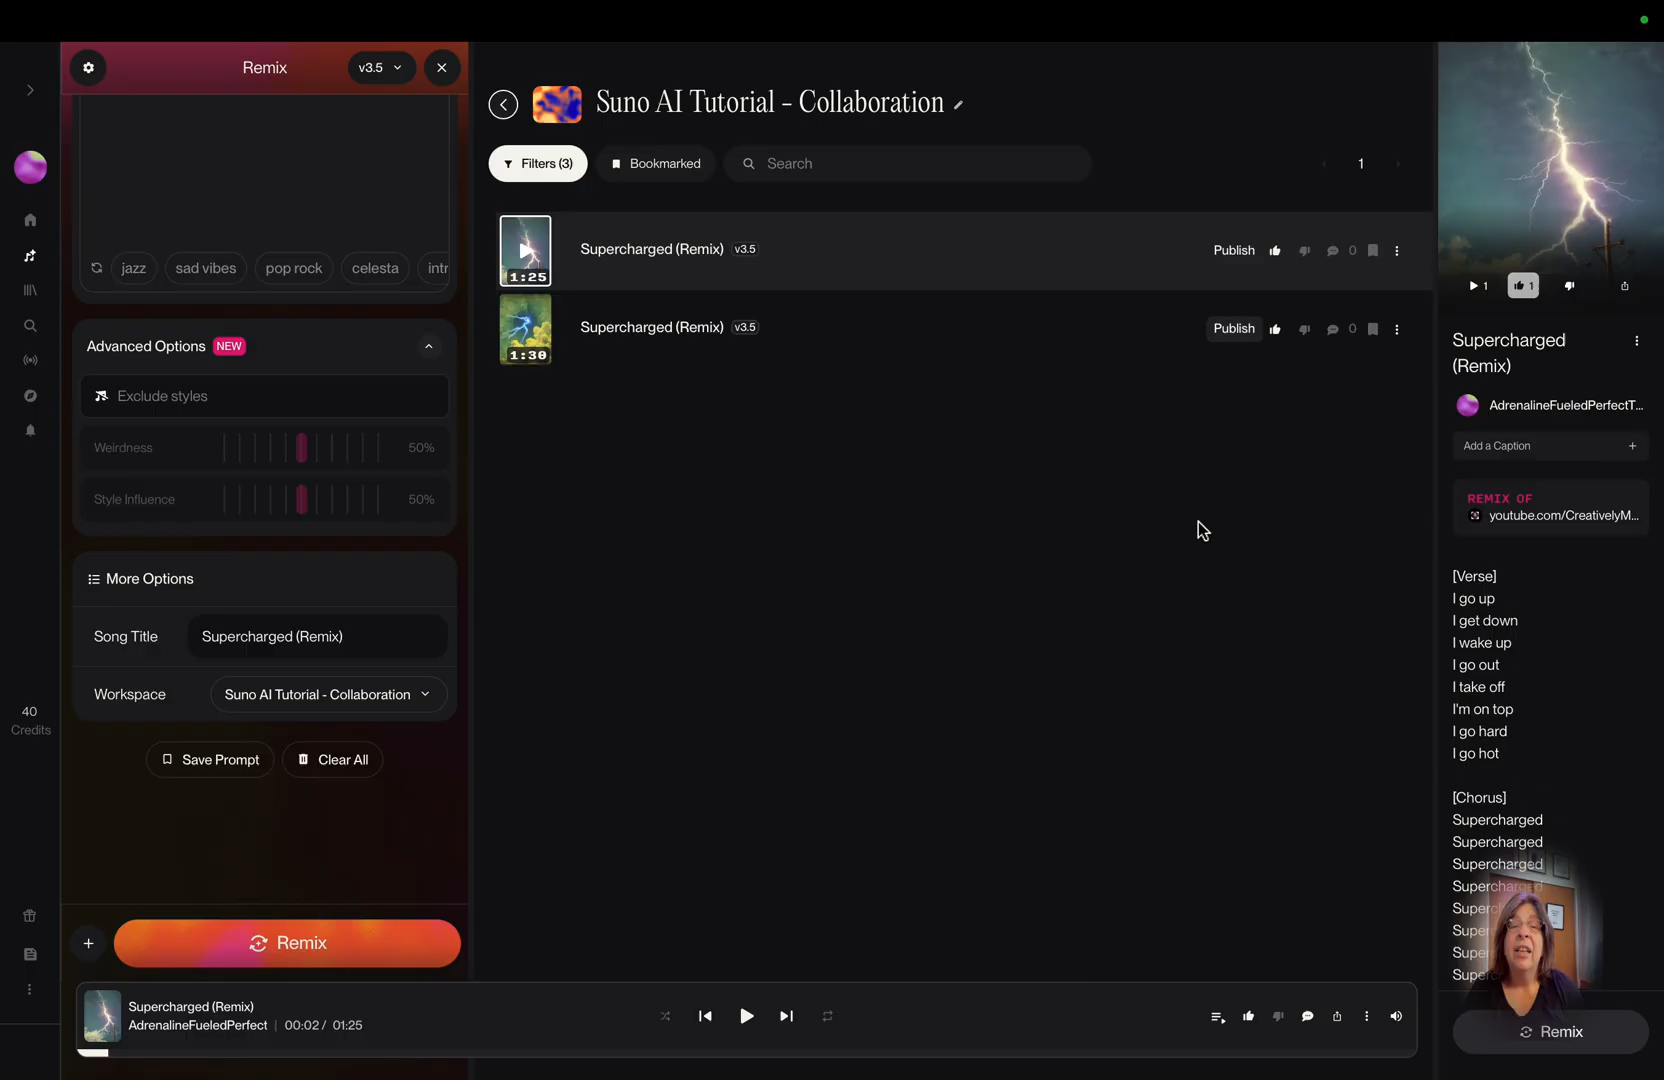 Remix
v3.5
jazz
sad vibes
pop rock
celesta
intr
Advanced Options NEW
Exclude styles
Weirdness 50%
Style Influence 50%
More Options
Song Title Supercharged (Remix)
Workspace Suno AI Tutorial - Collaboration
Save Prompt
Clear All
Remix
40
Credits
Suno AI Tutorial - Collaboration
Filters (3)
Bookmarked
Search
1
1:25
Supercharged (Remix) v3.5
Publish 0
1:30
Supercharged (Remix) v3.5
Publish 0
1 1
Supercharged
(Remix)
AdrenalineFueledPerfectT...
Add a Caption +
REMIX OF
youtube.com/CreativelyM...
[Verse]
I go up
I get down
I wake up
I go out
I take off
I'm on top
I go hard
I go hot
[Chorus]
Supercharged
Supercharged
Supercharged
Supercharged
Remix
Supercharged (Remix)
AdrenalineFueledPerfect 00:02 / 01:25